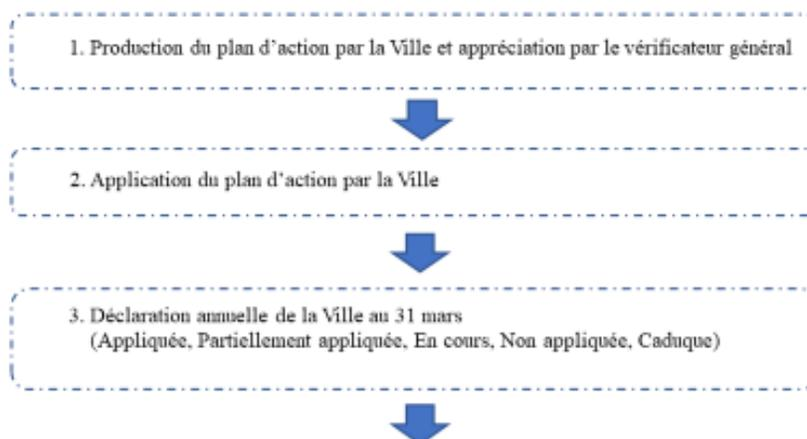 1. Production du plan d’action par la Ville et appréciation par le vérificateur général
2. Application du plan d’action par la Ville
3. Déclaration annuelle de la Ville au 31 mars
(Appliquée, Partiellement appliquée, En cours, Non appliquée, Caduque)